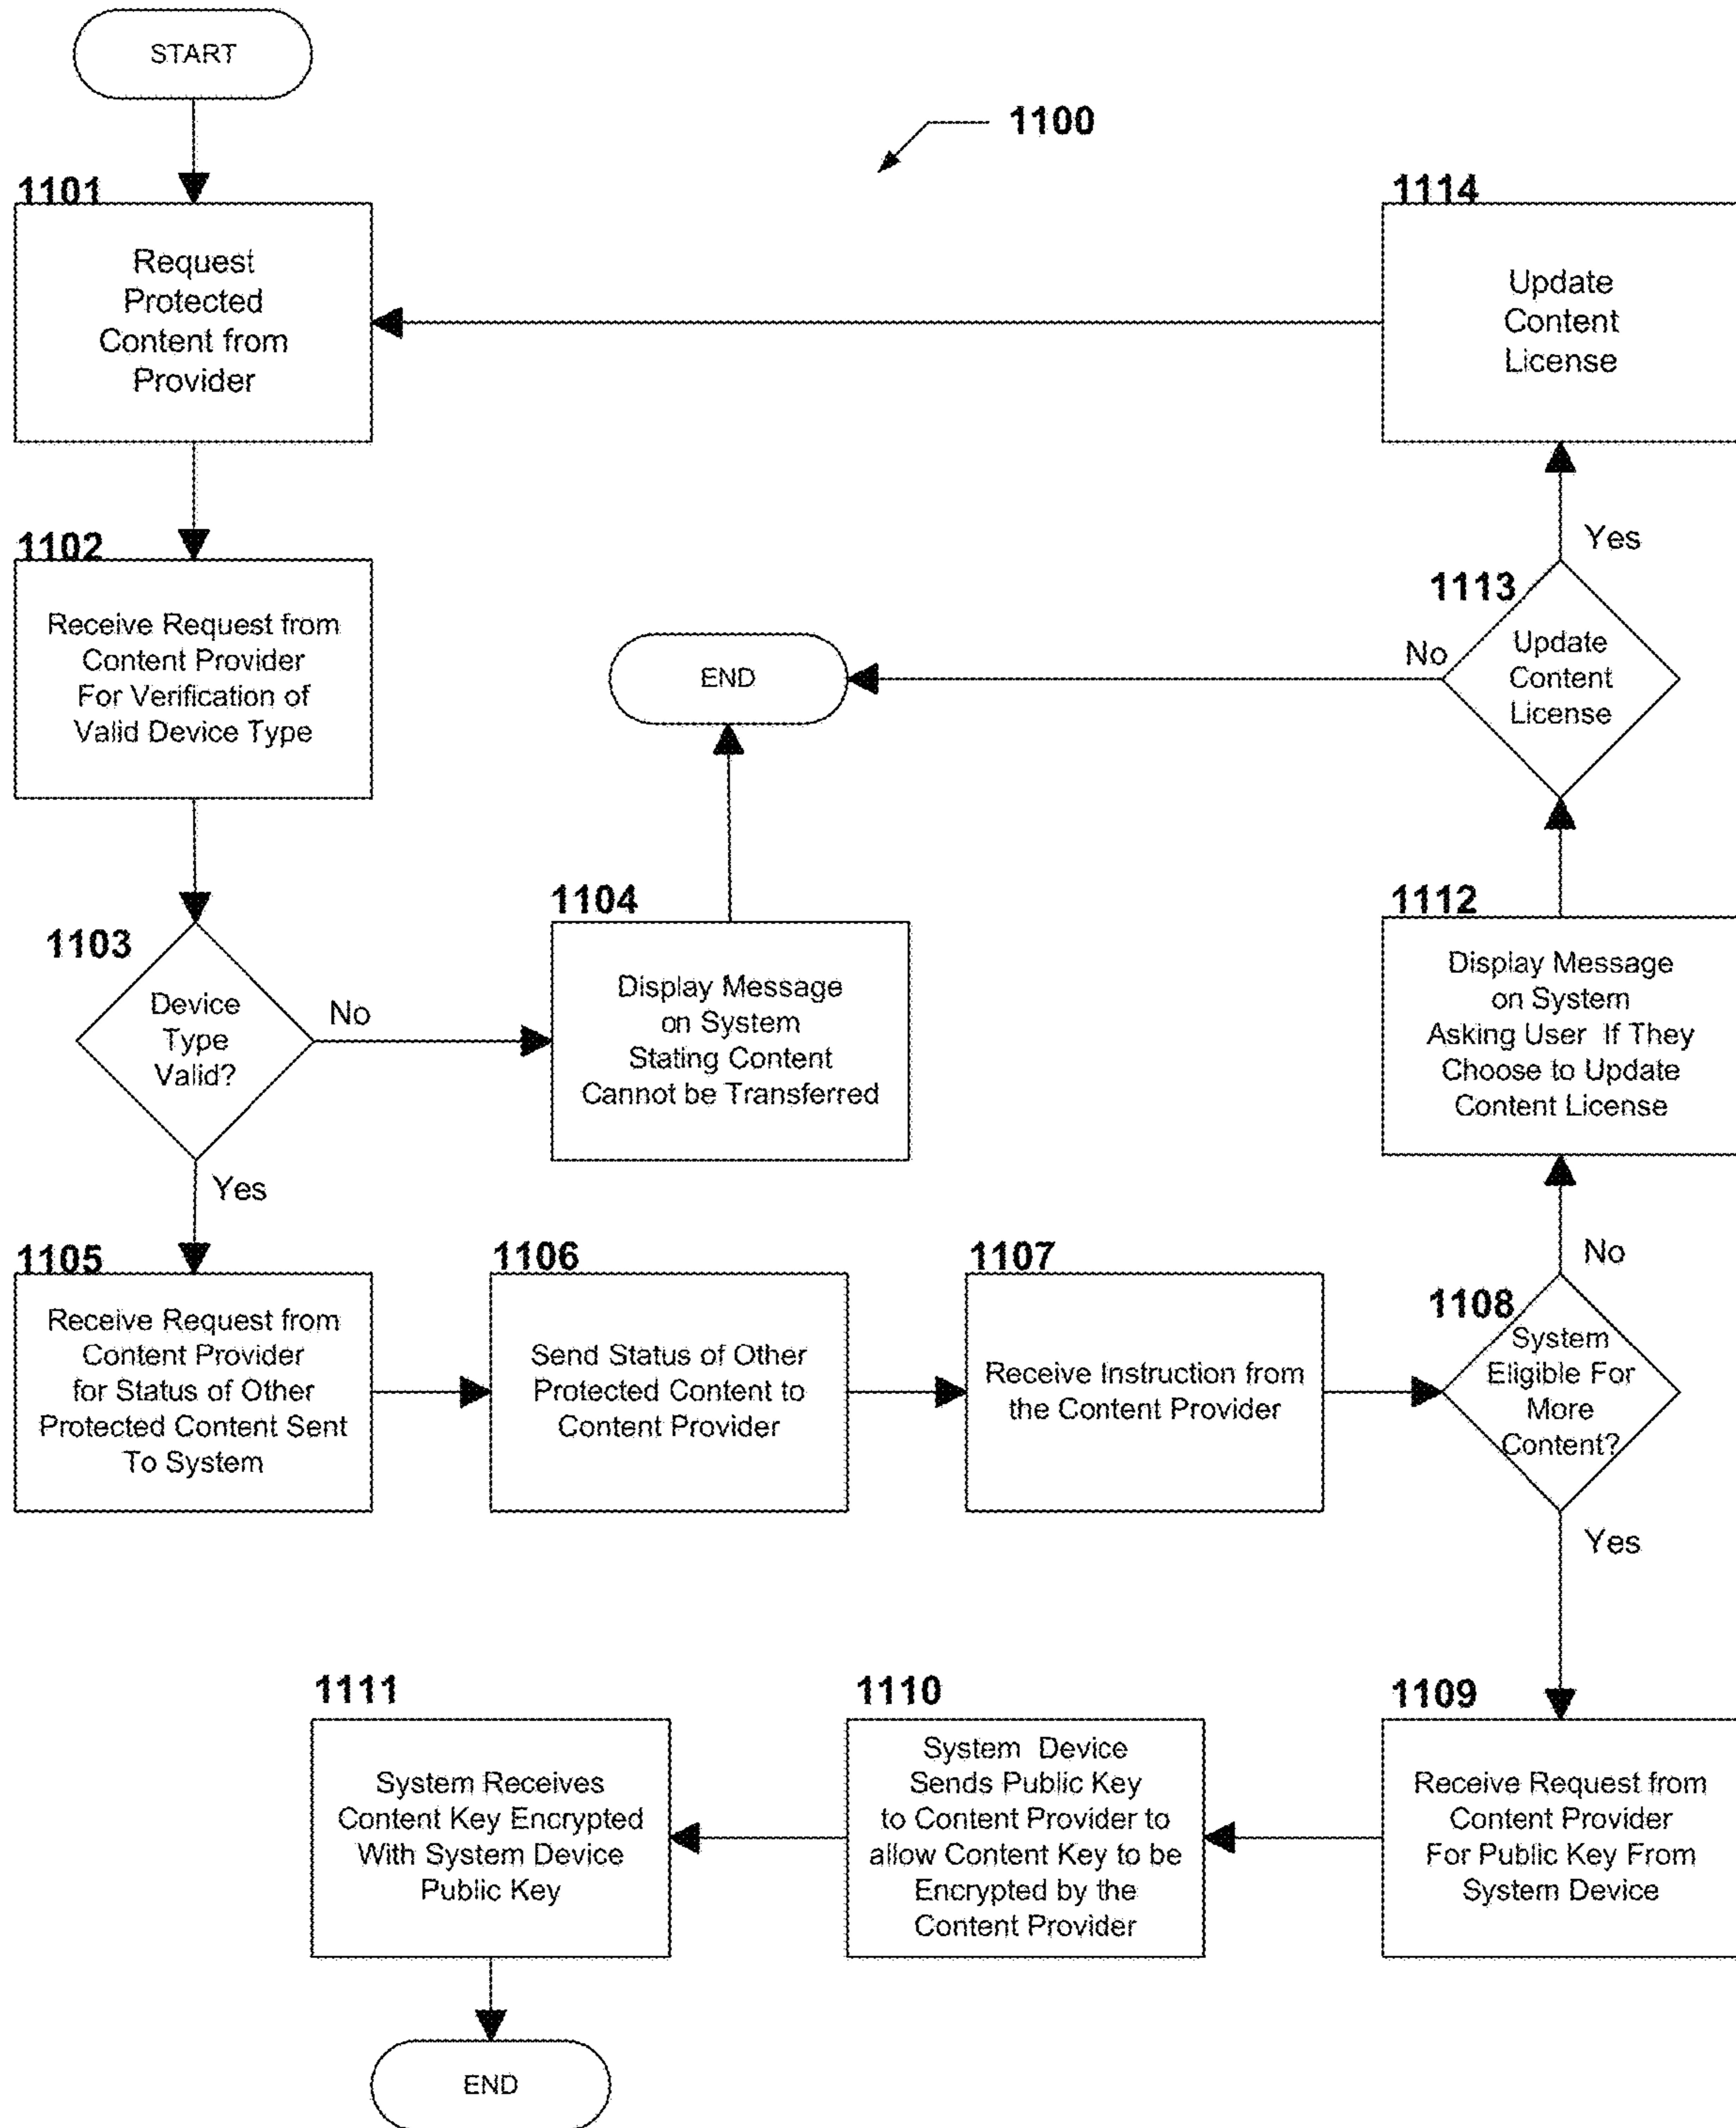 START
1100
1101
Request
Protected
Content from
Provider
1114
Update
Content
License
1102
Receive Request from
Content Provider
For Verification of
Valid Device Type
END
No
Yes
1113
Update
Content
License
1103
Device
Type
Valid?
No
Yes
1104
Display Message
on System
Stating Content
Cannot be Transferred
1112
Display Message
on System
Asking User If They
Choose to Update
Content License
1105
Receive Request from
Content Provider
for Status of Other
Protected Content Sent
To System
1106
Send Status of Other
Protected Content to
Content Provider
1107
Receive Instruction from
the Content Provider
No
1108
System
Eligible For
More
Content?
Yes
1111
System Receives
Content Key Encrypted
With System Device
Public Key
1110
System Device
Sends Public Key
to Content Provider to
allow Content Key to be
Encrypted by the
Content Provider
1109
Receive Request from
Content Provider
For Public Key From
System Device
END